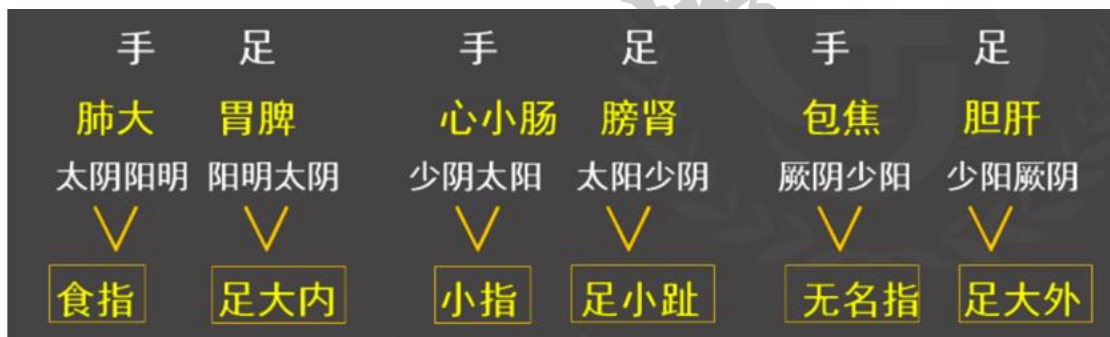 手 足 手 足 手 足
肺大 胃脾 心小肠 膀肾 包焦 胆肝
太阴阳明 阳明太阴 少阴太阳 太阳少阴 厥阴少阳 少阳厥阴
食指 足大内 小指 足小趾 无名指 足大外